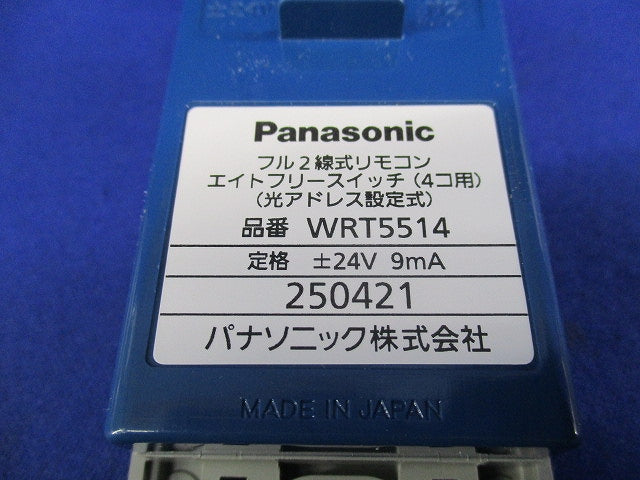 Panasonic
フル2線式リモコン
エイトフリースイッチ(4コ用)
(光アドレス設定式)
品番 WRT5514
定格 ±24V 9mA
250421
パナソニック株式会社
MADE IN JAPAN